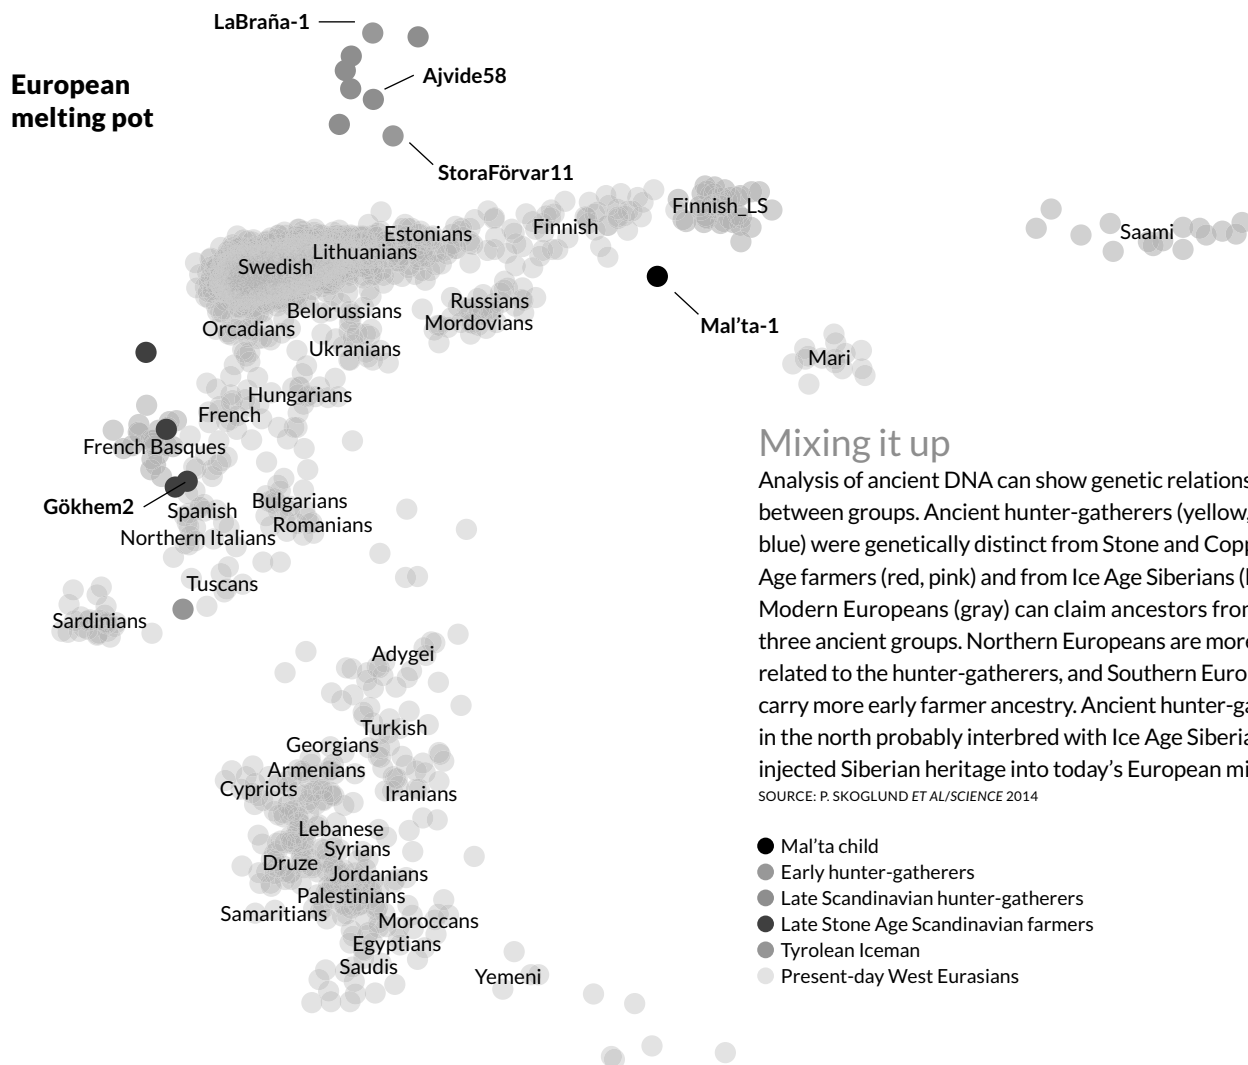 LaBraña-1
Ajvide58
European
melting pot
StoraFörvar11
Finnish_LS
Finnish
Saami
Estonians
Lithuanians
Swedish
Mal’ta-1
Russians
Belorussians
Mordovians
Orcadians
Ukranians
Mari
Hungarians
French
French Basques
Gökhem2
Spanish
Bulgarians
Romanians
Northern Italians
Tuscans
Sardinians
Adygei
Turkish
Georgians
Armenians
Cypriots
Iranians
Lebanese
Syrians
Druze
Jordanians
Palestinians
Samaritians
Moroccans
Egyptians
Saudis
Yemeni
Mixing it up
Analysis of ancient DNA can show genetic relations
between groups. Ancient hunter-gatherers (yellow,
blue) were genetically distinct from Stone and Copp
Age farmers (red, pink) and from Ice Age Siberians (
Modern Europeans (gray) can claim ancestors from
three ancient groups. Northern Europeans are more
related to the hunter-gatherers, and Southern Euro
carry more early farmer ancestry. Ancient hunter-ga
in the north probably interbred with Ice Age Siberia
injected Siberian heritage into today’s European mi
SOURCE: P. SKOGLUND ET AL/SCIENCE 2014
Mal’ta child
Early hunter-gatherers
Late Scandinavian hunter-gatherers
Late Stone Age Scandinavian farmers
Tyrolean Iceman
Present-day West Eurasians